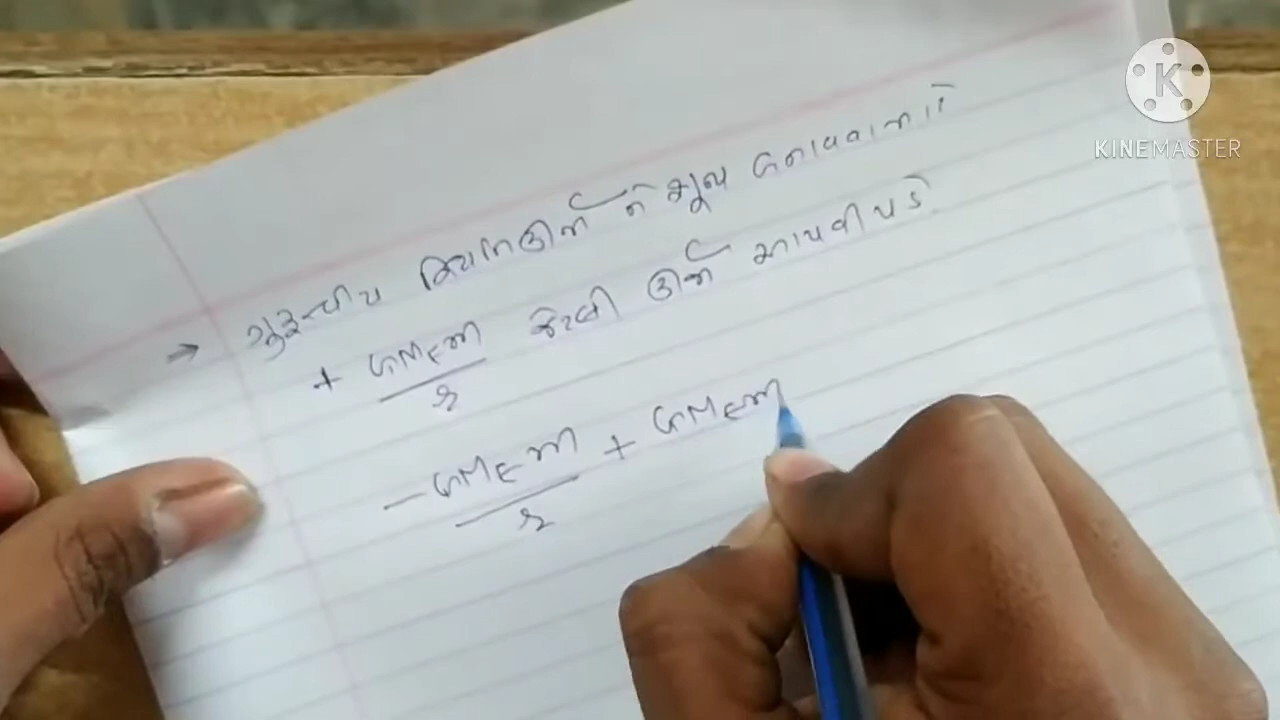 → ગુરૂત્વીય સ્થિતિઊર્જા ને શૂન્ય બનાવવા માટે
+ GMEm/r જેટલી ઊર્જા આપવી પડે
− GMEm/r + GMEm
KINEMASTER